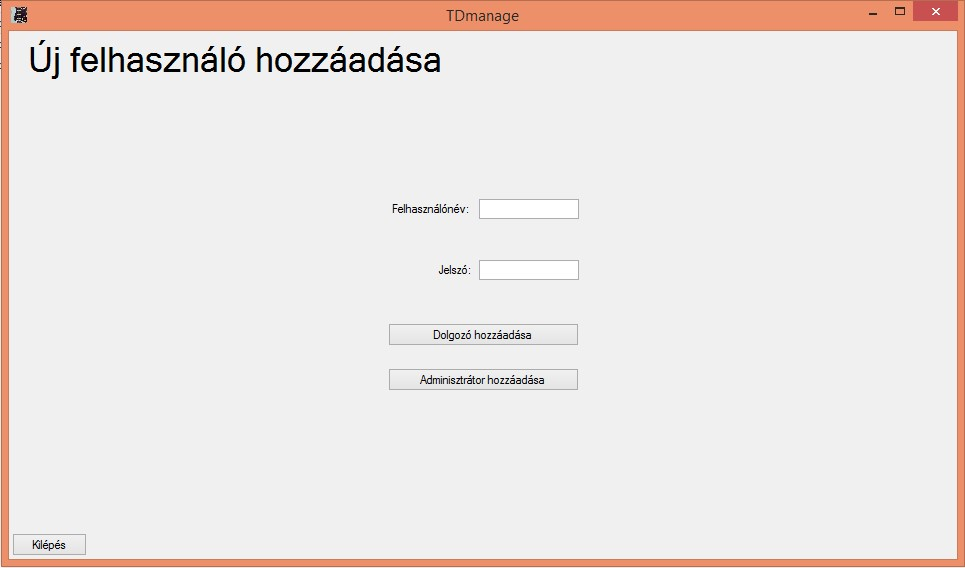 TDmanage
Új felhasználó hozzáadása
Felhasználónév:
Jelszó:
Dolgozó hozzáadása
Adminisztrátor hozzáadása
Kilépés